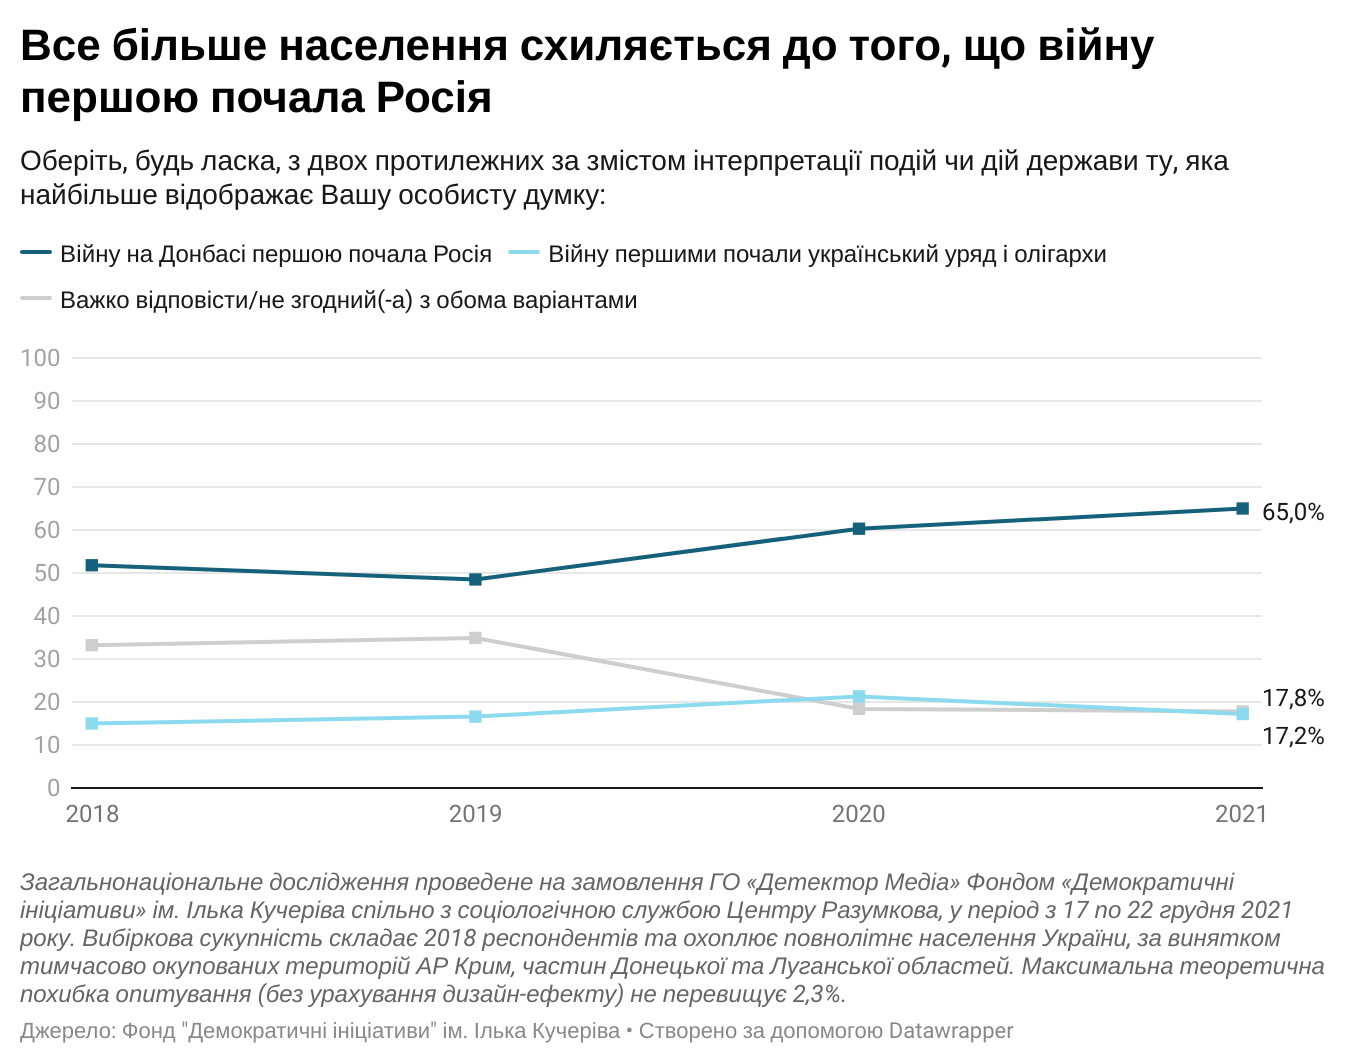 Все більше населення схиляється до того, що війну
першою почала Росія
Оберіть, будь ласка, з двох протилежних за змістом інтерпретації подій чи дій держави ту, яка
найбільше відображає Вашу особисту думку:
Війну на Донбасі першою почала Росія Війну першими почали український уряд і олігархи
Важко відповісти/не згодний(-а) з обома варіантами
100
90
80
70
60
50
40
30
20
10
0
65,0%
17,8%
17,2%
2018 2019 2020 2021
Загальнонаціональне дослідження проведене на замовлення ГО «Детектор Медіа» Фондом «Демократичні
ініціативи» ім. Ілька Кучеріва спільно з соціологічною службою Центру Разумкова, у період з 17 по 22 грудня 2021
року. Вибіркова сукупність складає 2018 респондентів та охоплює повнолітнє населення України, за винятком
тимчасово окупованих територій АР Крим, частин Донецької та Луганської областей. Максимальна теоретична
похибка опитування (без урахування дизайн-ефекту) не перевищує 2,3%.
Джерело: Фонд "Демократичні ініціативи" ім. Ілька Кучеріва • Створено за допомогою Datawrapper